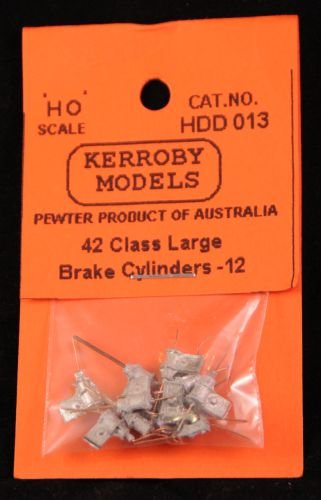 "HO"
SCALE
CAT.NO.
HDD 013
KERROBY
MODELS
PEWTER PRODUCT OF AUSTRALIA
42 Class Large
Brake Cylinders -12